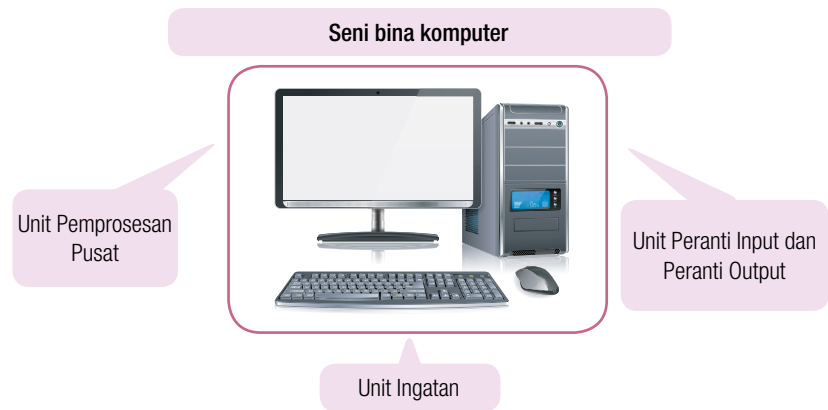 Seni bina komputer
Unit Pemprosesan
Pusat
Unit Peranti Input dan
Peranti Output
Unit Ingatan